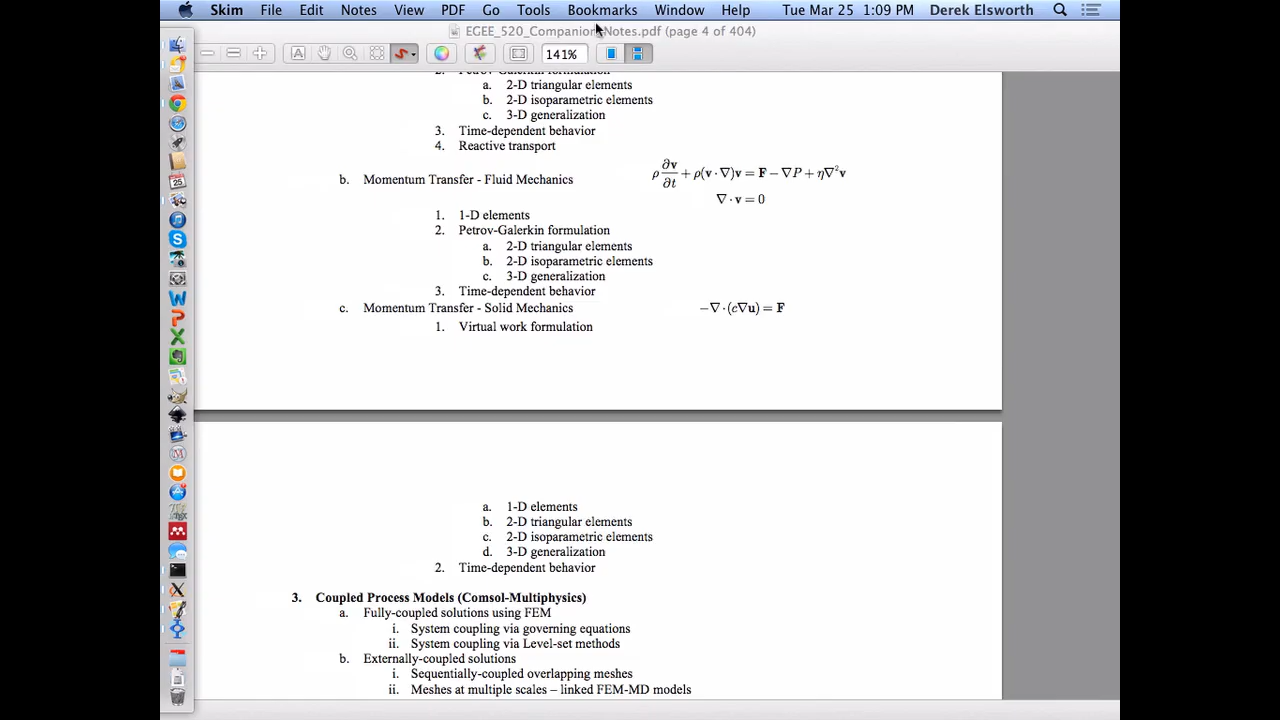 Skim File Edit View Notes View PDF Go Tools Bookmarks Window Help Tue Mar 25 1:09 PM Derek Elsworth
EGEE_520_Companion_Notes.pdf (page 4 of 404)
141%
2. Petrov-Galerkin formulation
a. 2-D triangular elements
b. 2-D isoparametric elements
c. 3-D generalization
3. Time-dependent behavior
4. Reactive transport
b. Momentum Transfer - Fluid Mechanics ρ ∂v/∂t + ρ(v · ∇)v = F − ∇P + η∇²v
∇ · v = 0
1. 1-D elements
2. Petrov-Galerkin formulation
a. 2-D triangular elements
b. 2-D isoparametric elements
c. 3-D generalization
3. Time-dependent behavior
c. Momentum Transfer - Solid Mechanics −∇ · (c∇u) = F
1. Virtual work formulation
a. 1-D elements
b. 2-D triangular elements
c. 2-D isoparametric elements
d. 3-D generalization
2. Time-dependent behavior
3. Coupled Process Models (Comsol-Multiphysics)
a. Fully-coupled solutions using FEM
i. System coupling via governing equations
ii. System coupling via Level-set methods
b. Externally-coupled solutions
i. Sequentially-coupled overlapping meshes
ii. Meshes at multiple scales – linked FEM-MD models